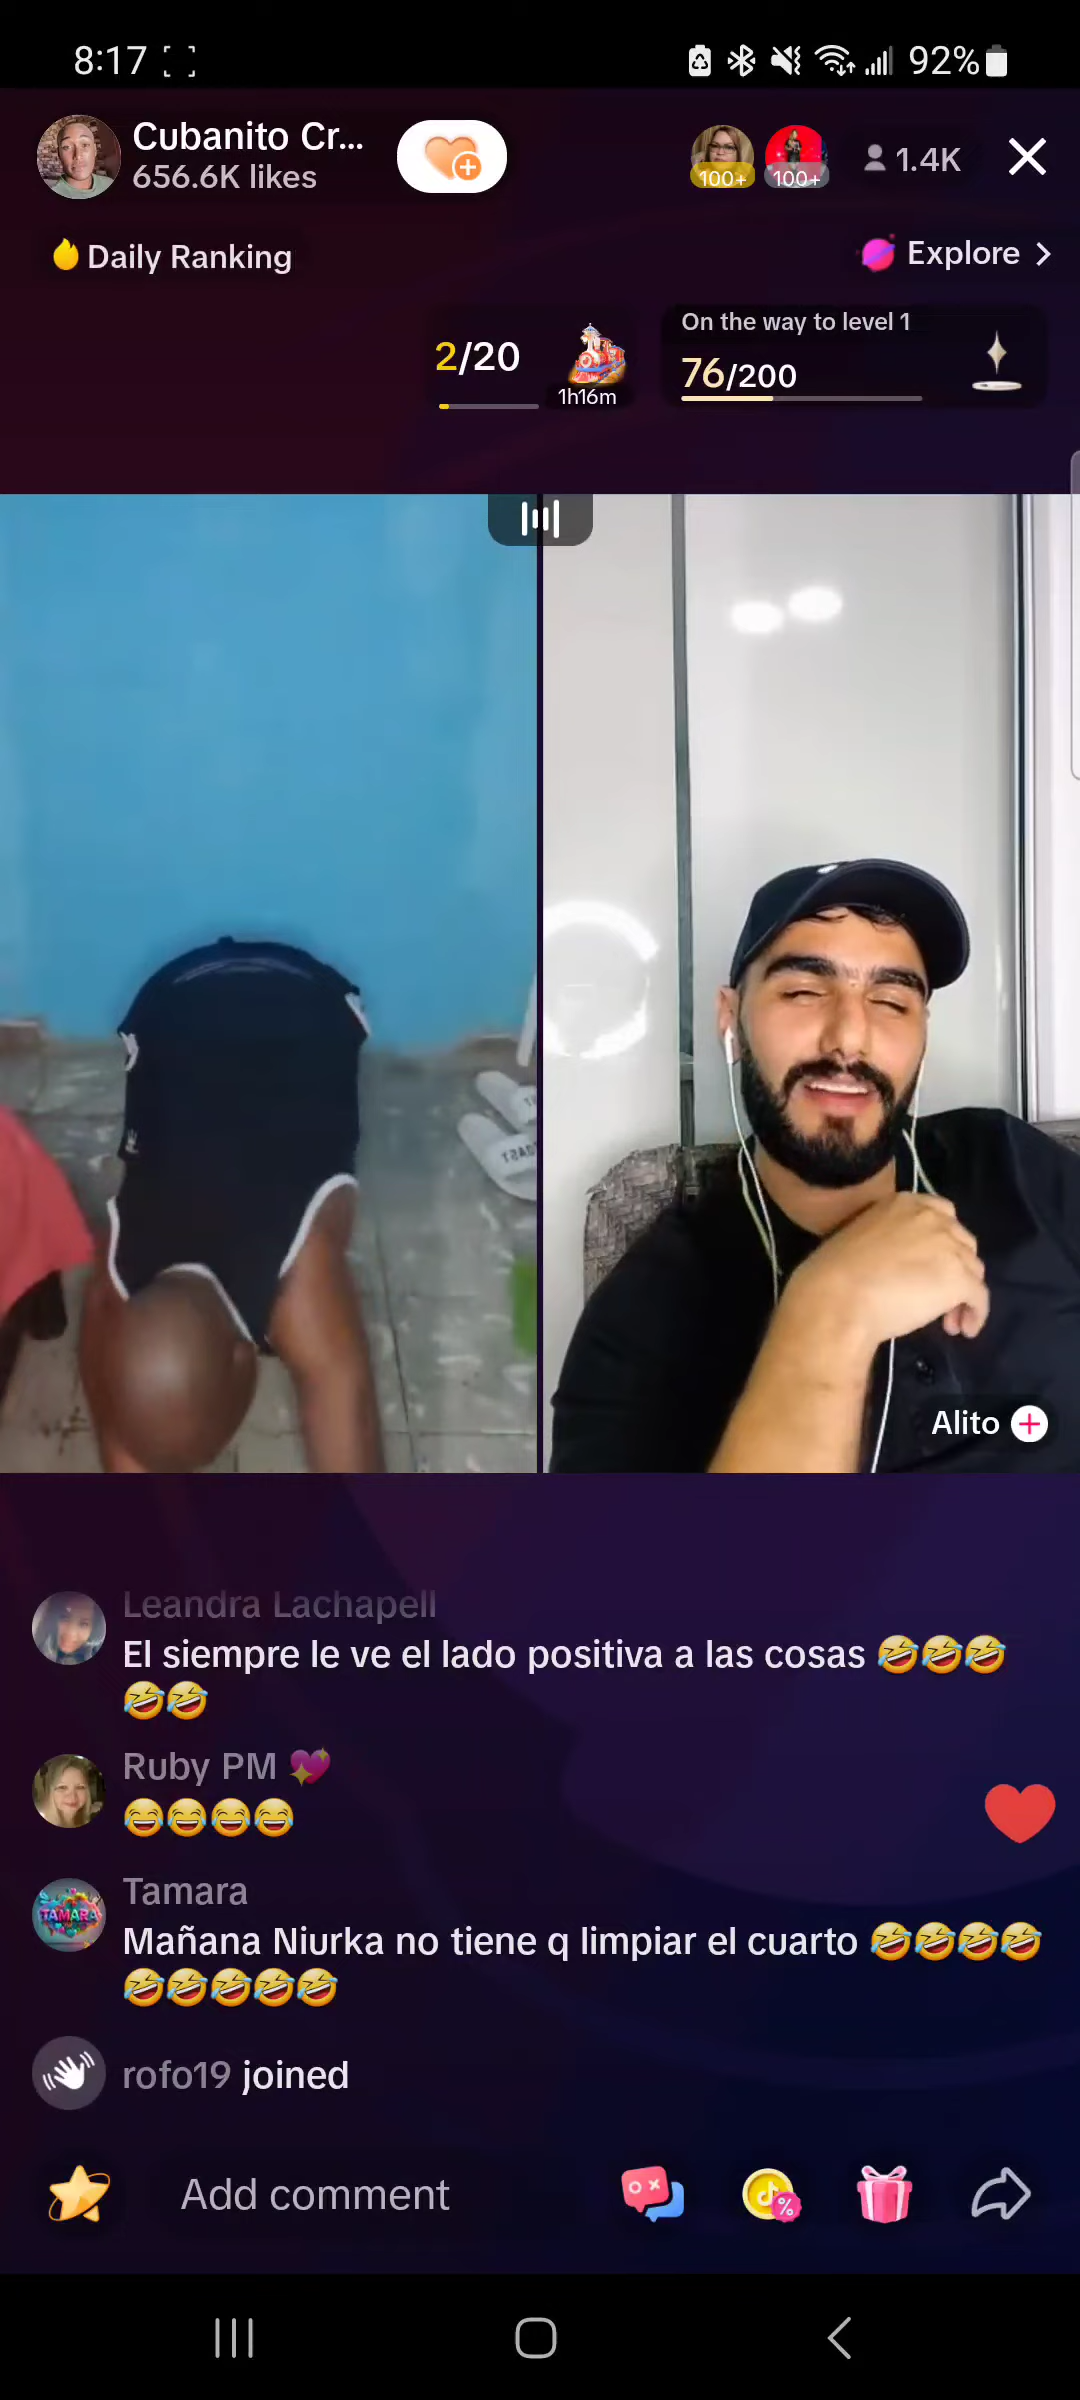 8:17
92%
Cubanito Cr...
656.6K likes
100+
100+
1.4K
Daily Ranking
Explore
2/20
1h16m
On the way to level 1
76/200
Alito
Leandra Lachapell
El siempre le ve el lado positiva a las cosas 🤣🤣🤣
🤣🤣
Ruby PM 💖
😂😂😂😂
TAMARA
Tamara
Mañana Niurka no tiene q limpiar el cuarto 🤣🤣🤣🤣
🤣🤣🤣🤣🤣
rofo19 joined
Add comment